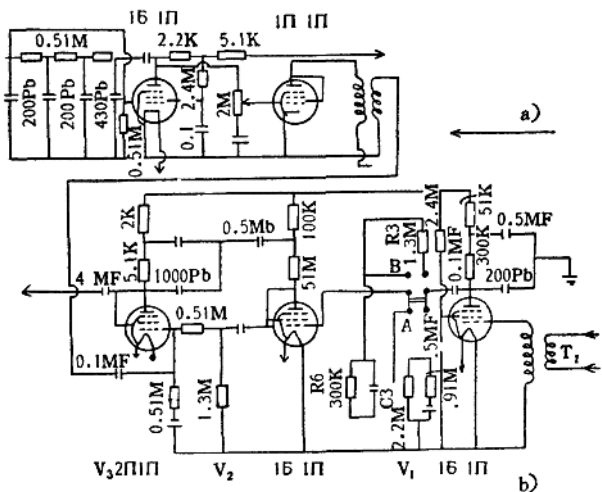 1Б 1П
1П 1П
0.51M
2.2K
5.1K
200Pb
200Pb
430Pb
0.51M
2.4M
0.1
2M
a)
2K
5.1K
0.5Mb
100K
51M
4 MF
1000Pb
0.51M
0.1MF
0.51M
1.3M
B
A
R3
1.3M
R6
300K
C3
.5MF
2.2M
.91M
2.4M
0.1MF
51K
300K
0.5MF
200Pb
T₁
V₃2П1П
V₂
1Б 1П
V₁
1Б 1П
b)